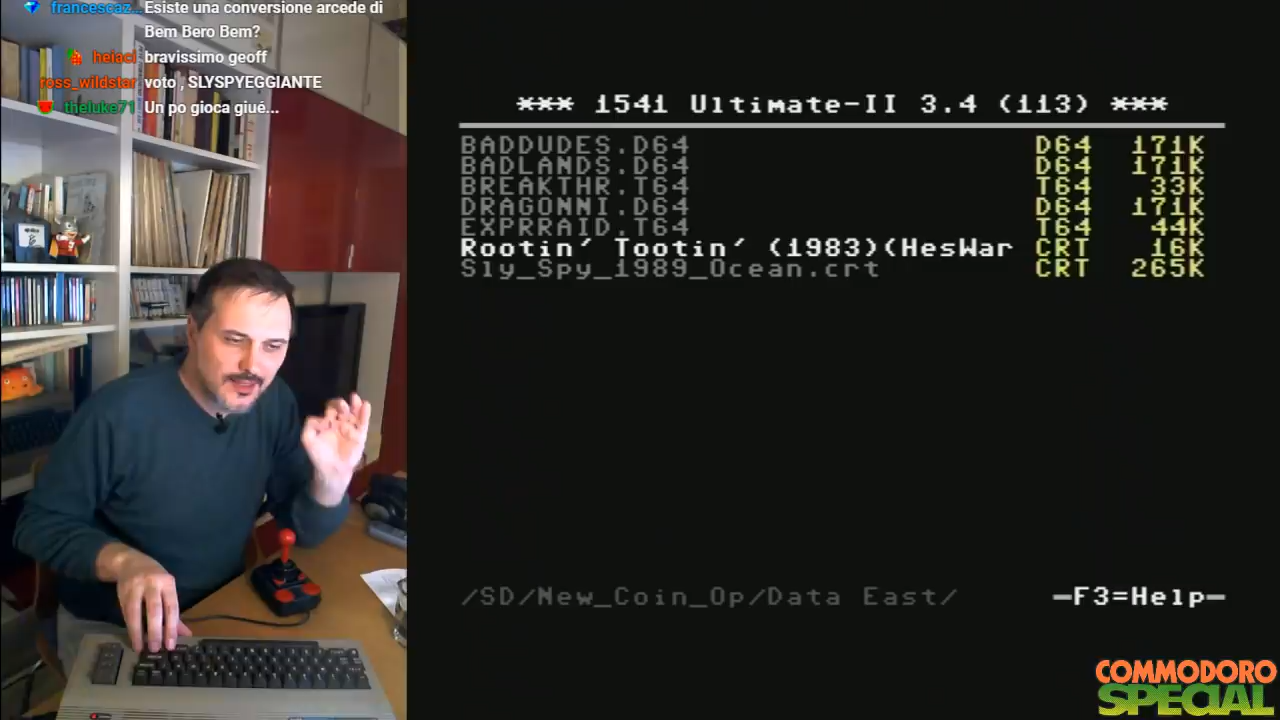 francescaz... Esiste una conversione arcede di
Bem Bero Bem?
heiacl bravissimo geoff
ross_wildstar voto , SLYSPYEGGIANTE
theluke71 Un po gioca giué...
*** 1541 Ultimate-II 3.4 (113) ***
BADDUDES.D64 D64 171K
BADLANDS.D64 D64 171K
BREAKTHR.T64 T64 33K
DRAGONNI.D64 D64 171K
EXPRRAID.T64 T64 44K
Rootin' Tootin' (1983)(HesWar CRT 16K
Sly_Spy_1989_Ocean.crt CRT 265K
/SD/New_Coin_Op/Data East/ —F3=Help—
COMMODORO
SPECIAL